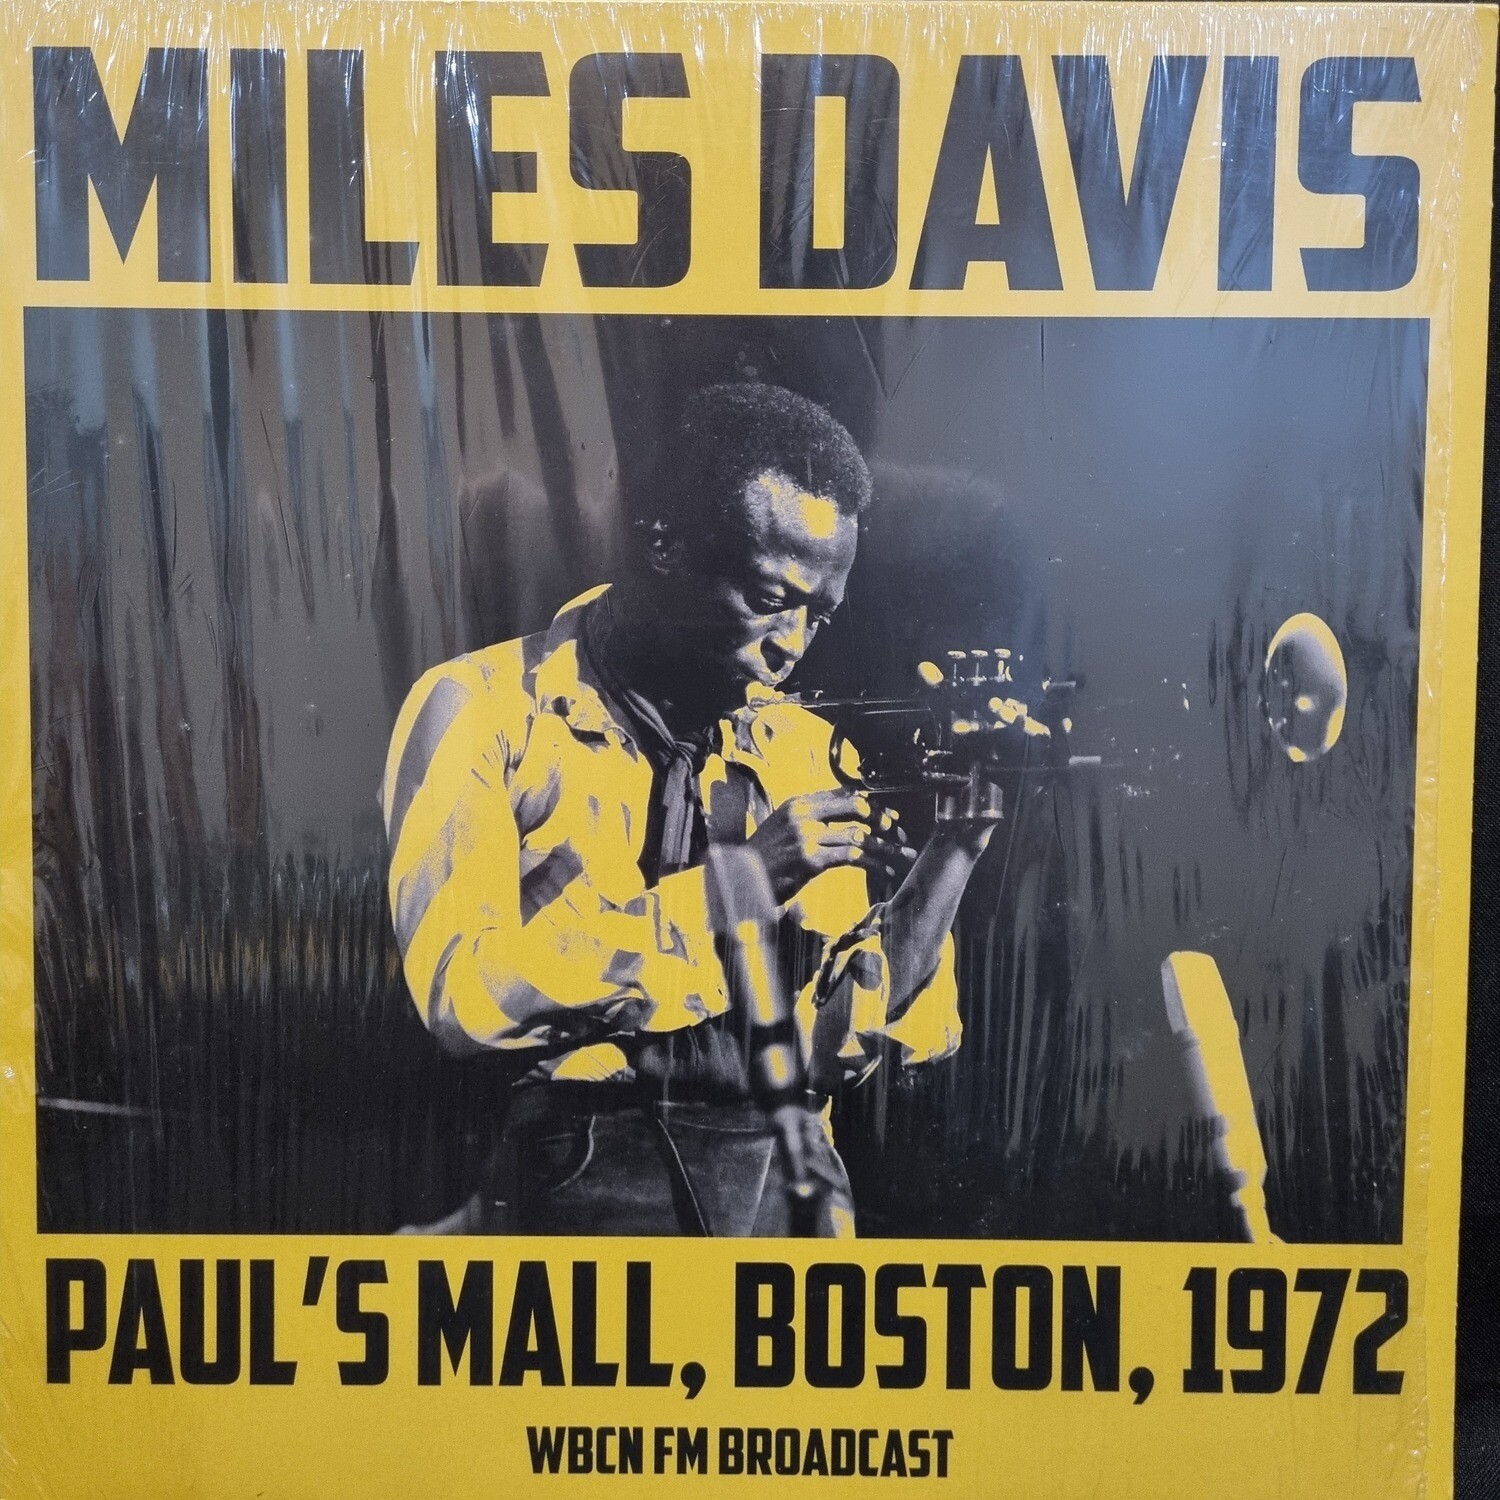 MILES DAVIS
PAUL'S MALL, BOSTON, 1972
WBCN FM BROADCAST